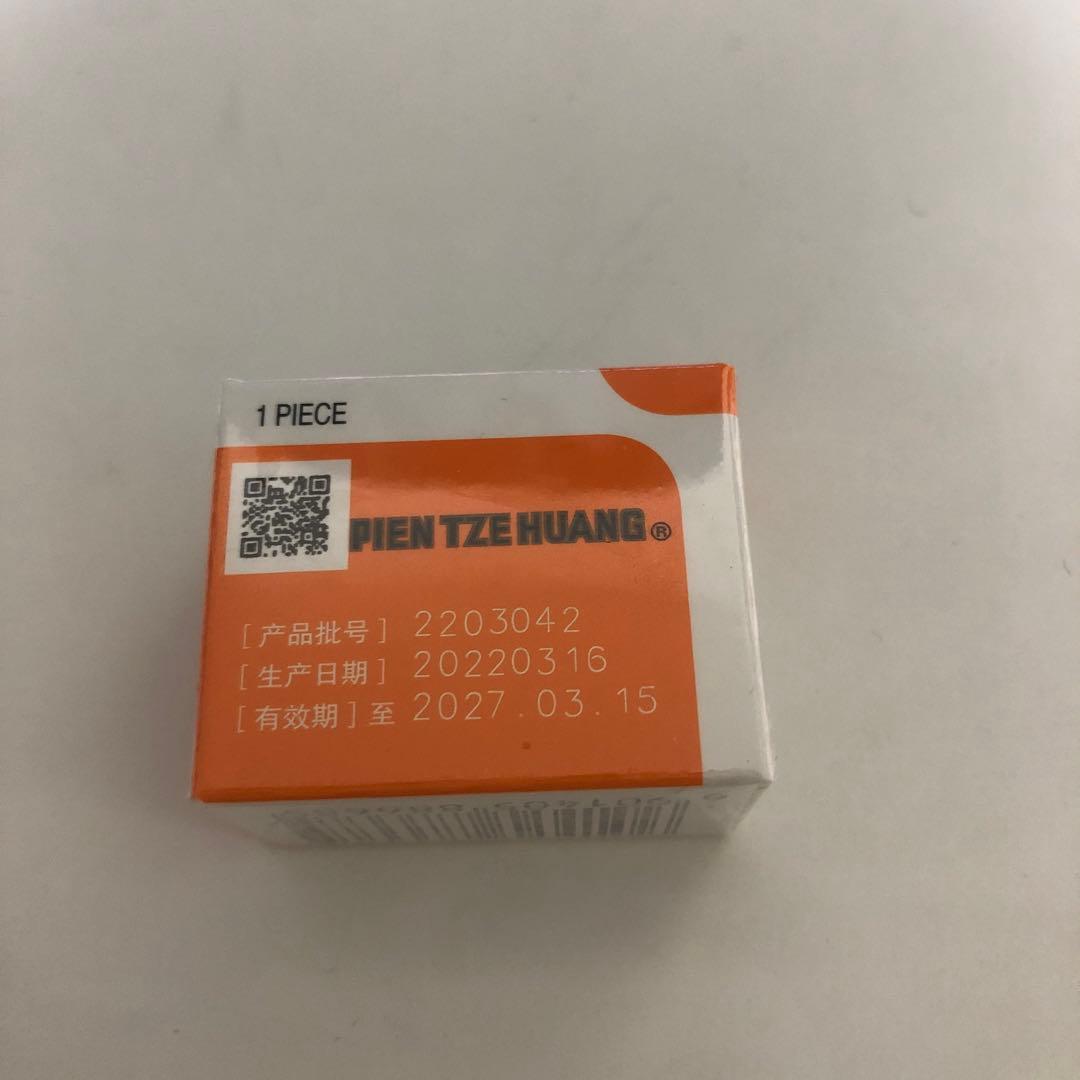 1 PIECE
PIEN TZE HUANG®
[产品批号] 2203042
[生产日期] 20220316
[有效期]至 2027.03.15